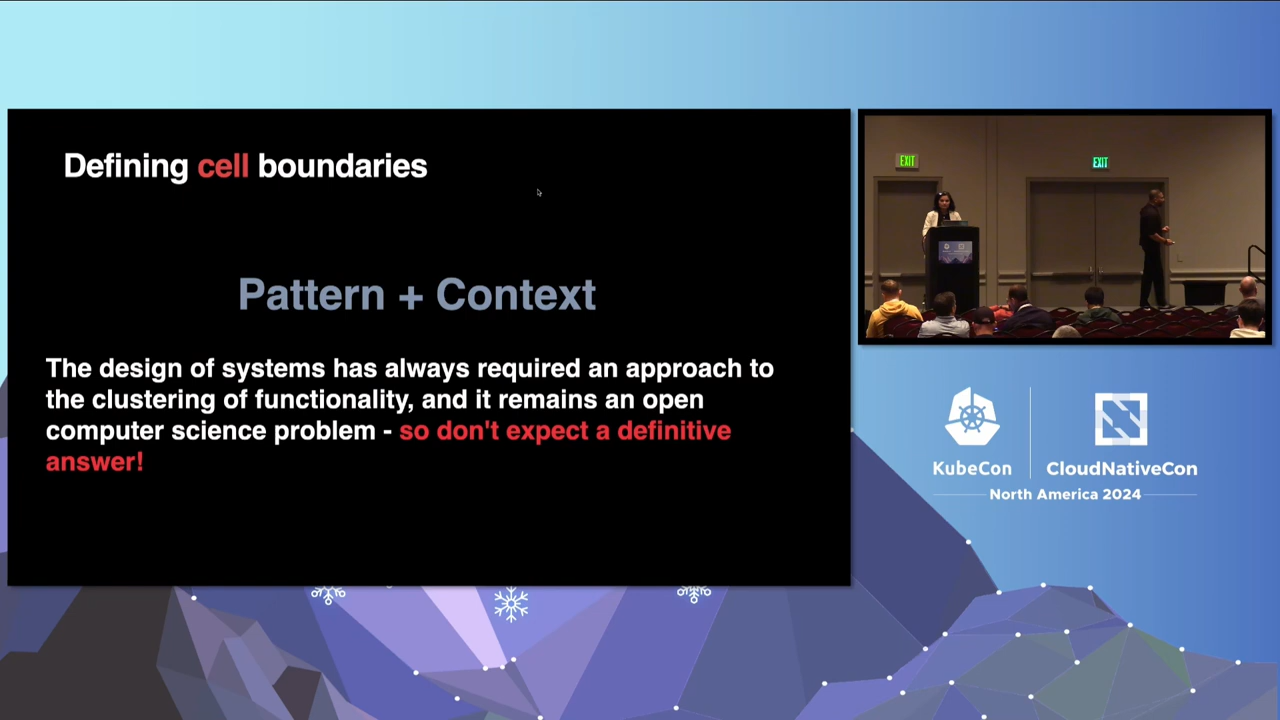 Defining cell boundaries
Pattern + Context
The design of systems has always required an approach to
the clustering of functionality, and it remains an open
computer science problem - so don't expect a definitive
answer!
EXIT
EXIT
KubeCon
CloudNativeCon
North America 2024